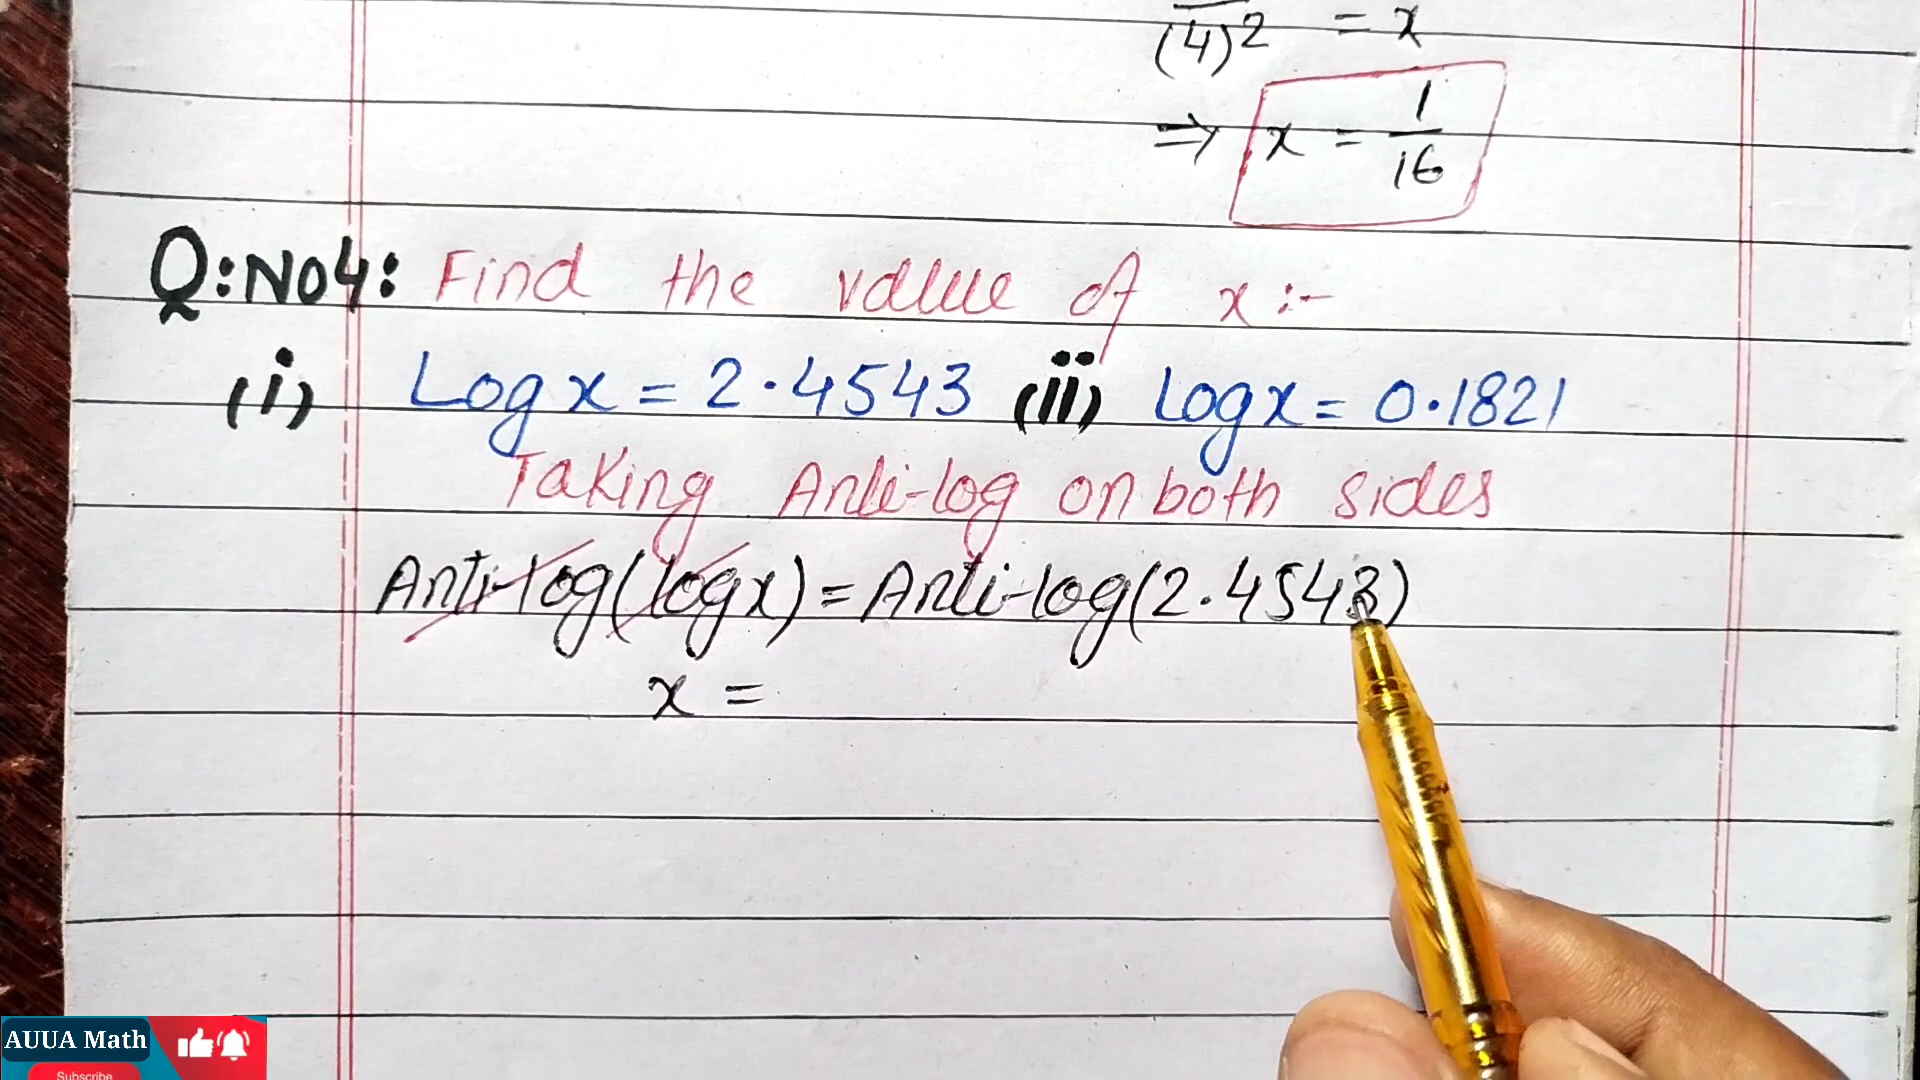 (4)² = x
⇒ x = 1/16
Q:NO4: Find the value of x:-
(i) Log x = 2.4543 (ii) Log x = 0.1821
Taking Anti-log on both sides
Anti-log(logx) = Anti-log(2.4543)
x =
AUUA Math
Subscribe